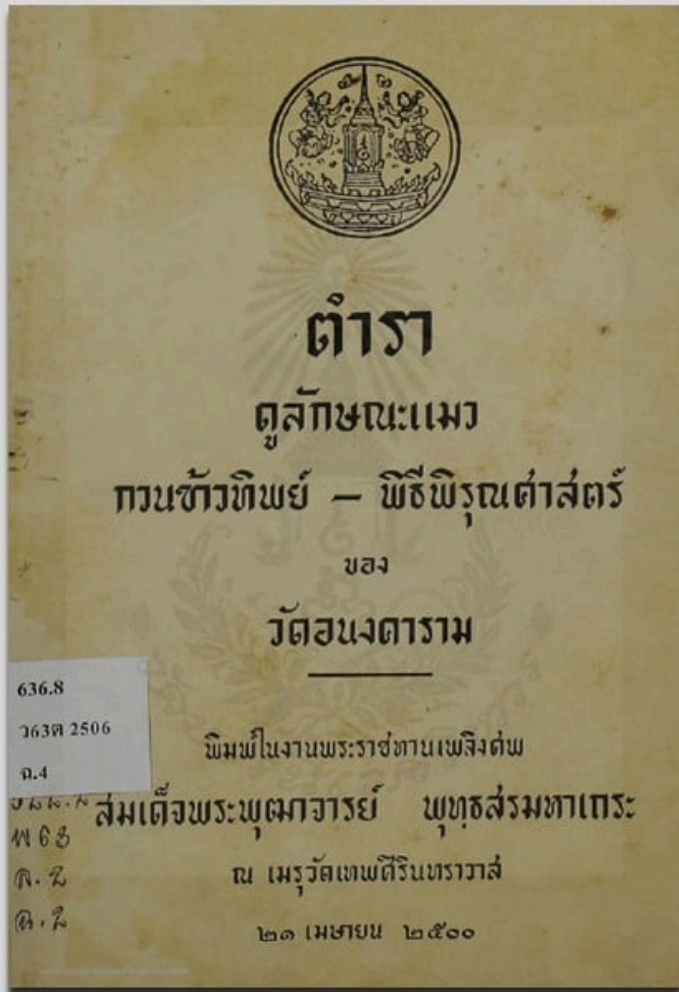 ตำรา
ดูลักษณะแมว
กวนข้าวทิพย์ – พิธีพิรุณศาสตร์
ของ
วัดอนงคาราม
636.8
ว63ต 2506
ฉ.4
พ 63
ฉ. 2
พิมพ์ในงานพระราชทานเพลิงศพ
สมเด็จพระพุฒาจารย์ พุทฺธสรมหาเถระ
ณ เมรุวัดเทพศิรินทราวาส
๒๑ เมษายน ๒๕๐๐